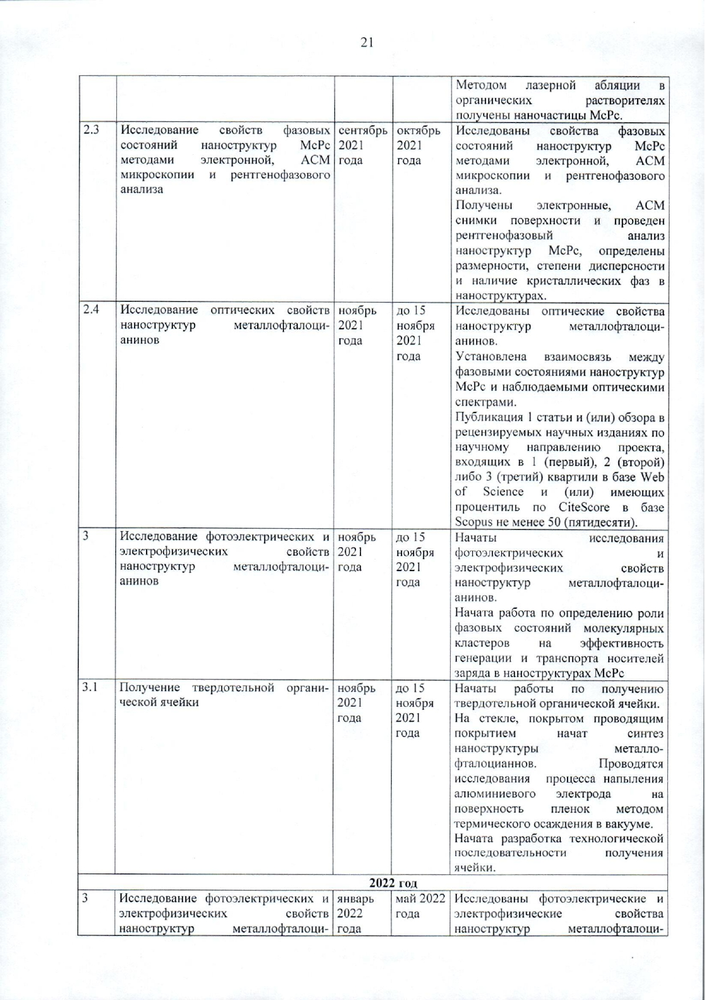 21
Методом лазерной абляции в
органических растворителях
получены наночастицы МсРс.
2.3
Исследование свойств фазовых
состояний наноструктур МсРс
методами электронной, АСМ
микроскопии и рентгенофазового
анализа
сентябрь
2021
года
октябрь
2021
года
Исследованы свойства фазовых
состояний наноструктур МсРс
методами электронной, АСМ
микроскопии и рентгенофазового
анализа.
Получены электронные, АСМ
снимки поверхности и проведен
рентгенофазовый анализ
наноструктур МсРс, определены
размерности, степени дисперсности
и наличие кристаллических фаз в
наноструктурах.
2.4
Исследование оптических свойств
наноструктур металлофталоци-
анинов
ноябрь
2021
года
до 15
ноября
2021
года
Исследованы оптические свойства
наноструктур металлофталоци-
анинов.
Установлена взаимосвязь между
фазовыми состояниями наноструктур
МсРс и наблюдаемыми оптическими
спектрами.
Публикация 1 статьи и (или) обзора в
рецензируемых научных изданиях по
научному направлению проекта,
входящих в 1 (первый), 2 (второй)
либо 3 (третий) квартили в базе Web
of Science и (или) имеющих
процентиль по CiteScore в базе
Scopus не менее 50 (пятидесяти).
3
Исследование фотоэлектрических и
электрофизических свойств
наноструктур металлофталоци-
анинов
ноябрь
2021
года
до 15
ноября
2021
года
Начаты исследования
фотоэлектрических и
электрофизических свойств
наноструктур металлофталоци-
анинов.
Начата работа по определению роли
фазовых состояний молекулярных
кластеров на эффективность
генерации и транспорта носителей
заряда в наноструктурах МсРс
3.1
Получение твердотельной органи-
ческой ячейки
ноябрь
2021
года
до 15
ноября
2021
года
Начаты работы по получению
твердотельной органической ячейки.
На стекле, покрытом проводящим
покрытием начат синтез
наноструктуры металло-
фталоцианнов. Проводятся
исследования процесса напыления
алюминиевого электрода на
поверхность пленок методом
термического осаждения в вакууме.
Начата разработка технологической
последовательности получения
ячейки.
2022 год
3
Исследование фотоэлектрических и
электрофизических свойств
наноструктур металлофталоци-
январь
2022
года
май 2022
года
Исследованы фотоэлектрические и
электрофизические свойства
наноструктур металлофталоци-